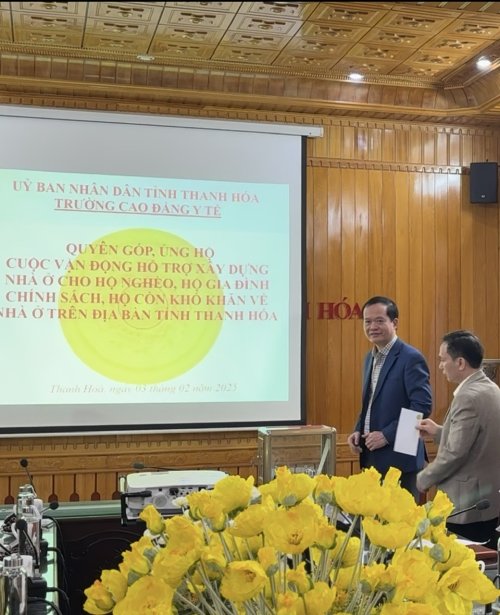 UỶ BAN NHÂN DÂN TỈNH THANH HÓA
TRƯỜNG CAO ĐẲNG Y TẾ
QUYÊN GÓP, ỦNG HỘ
CUỘC VẬN ĐỘNG HỖ TRỢ XÂY DỰNG
NHÀ Ở CHO HỘ NGHÈO, HỘ GIA ĐÌNH
CHÍNH SÁCH, HỘ CÒN KHÓ KHĂN VỀ
NHÀ Ở TRÊN ĐỊA BÀN TỈNH THANH HÓA
Thanh Hoá, ngày 03 tháng 02 năm 2025
HÓA